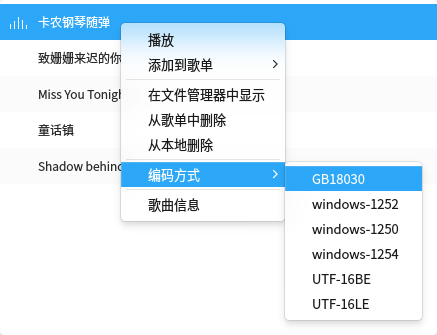 卡农钢琴随弹
致姗姗来迟的你
Miss You Tonigh
童话镇
Shadow behind
播放
添加到歌单
在文件管理器中显示
从歌单中删除
从本地删除
编码方式
歌曲信息
GB18030
windows-1252
windows-1250
windows-1254
UTF-16BE
UTF-16LE